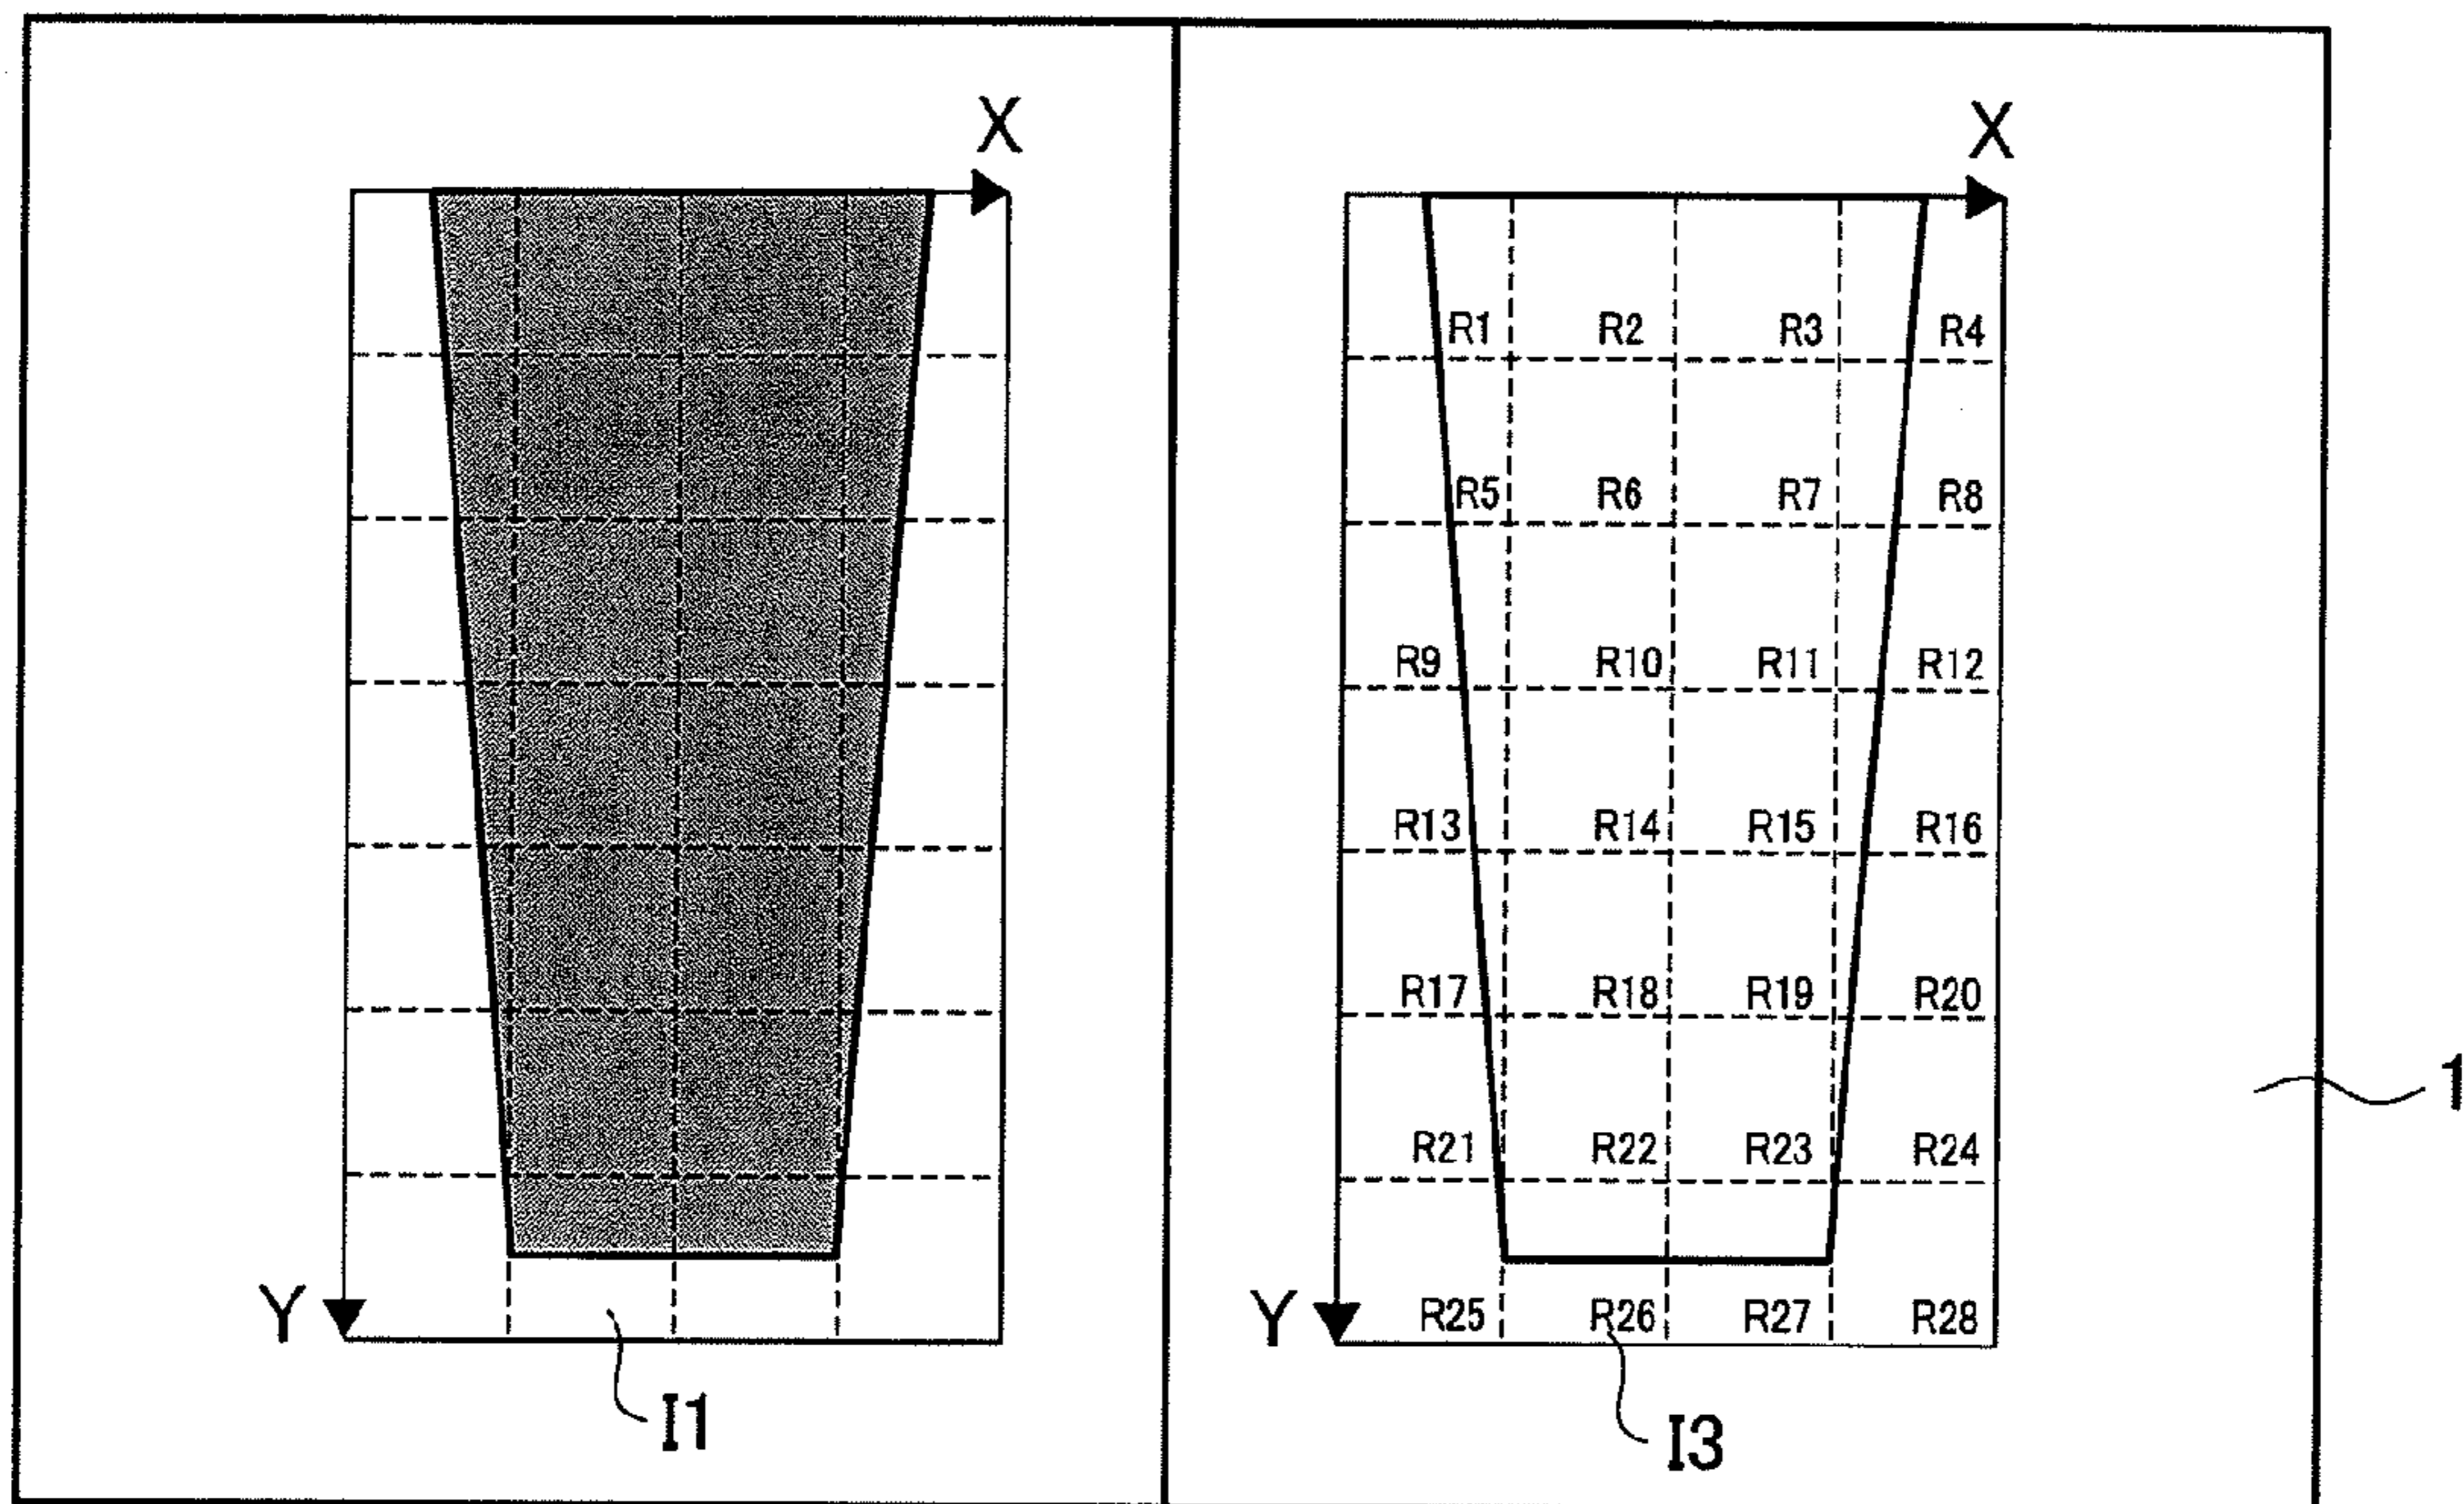 X X
R1 R2 R3 R4
R5 R6 R7 R8
R9 R10 R11 R12
R13 R14 R15 R16
R17 R18 R19 R20
1
R21 R22 R23 R24
Y Y R25 R26 R27 R28
I1 I3